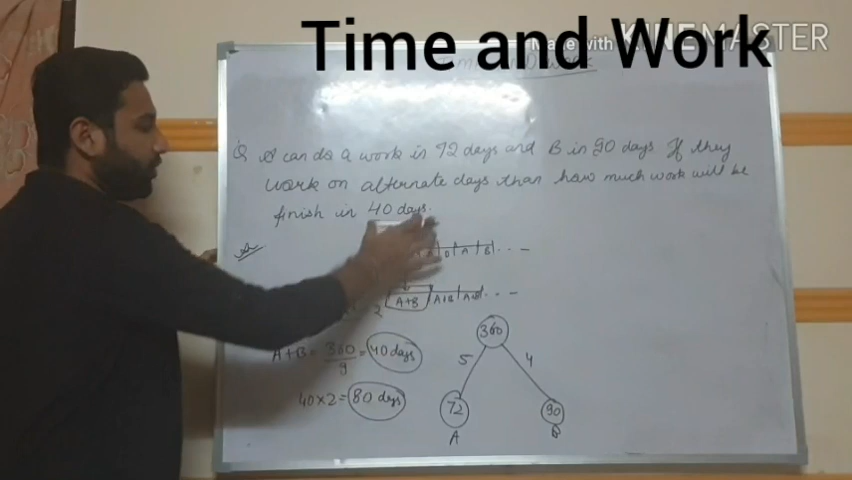 Time and Work
Made with KINEMASTER
Q A can do a work in 72 days and B in 90 days If they
work on alternate days than how much work will be
finish in 40 days.
A B . . .
A+B A+B A+B . . .
2
360
A+B = 360/9 = 40 days
5 4
40×2 = 80 days
72 90
A B